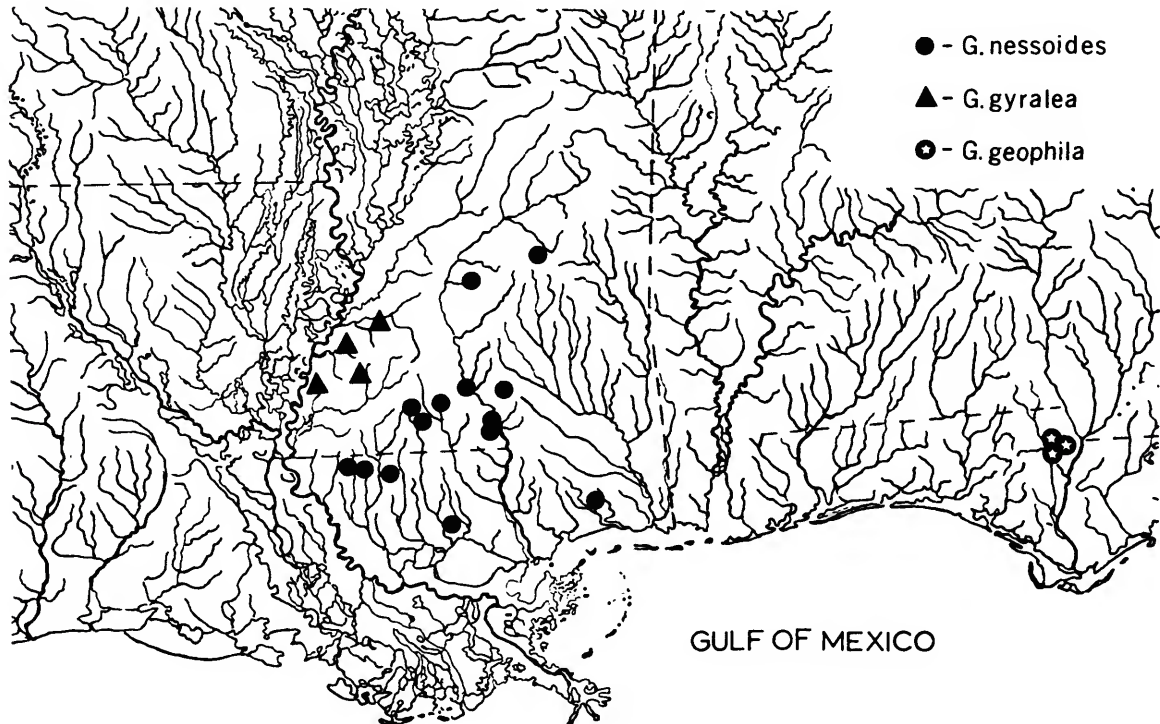 ● - G. nessoides
▲ - G. gyralea
✪ - G. geophila
GULF OF MEXICO